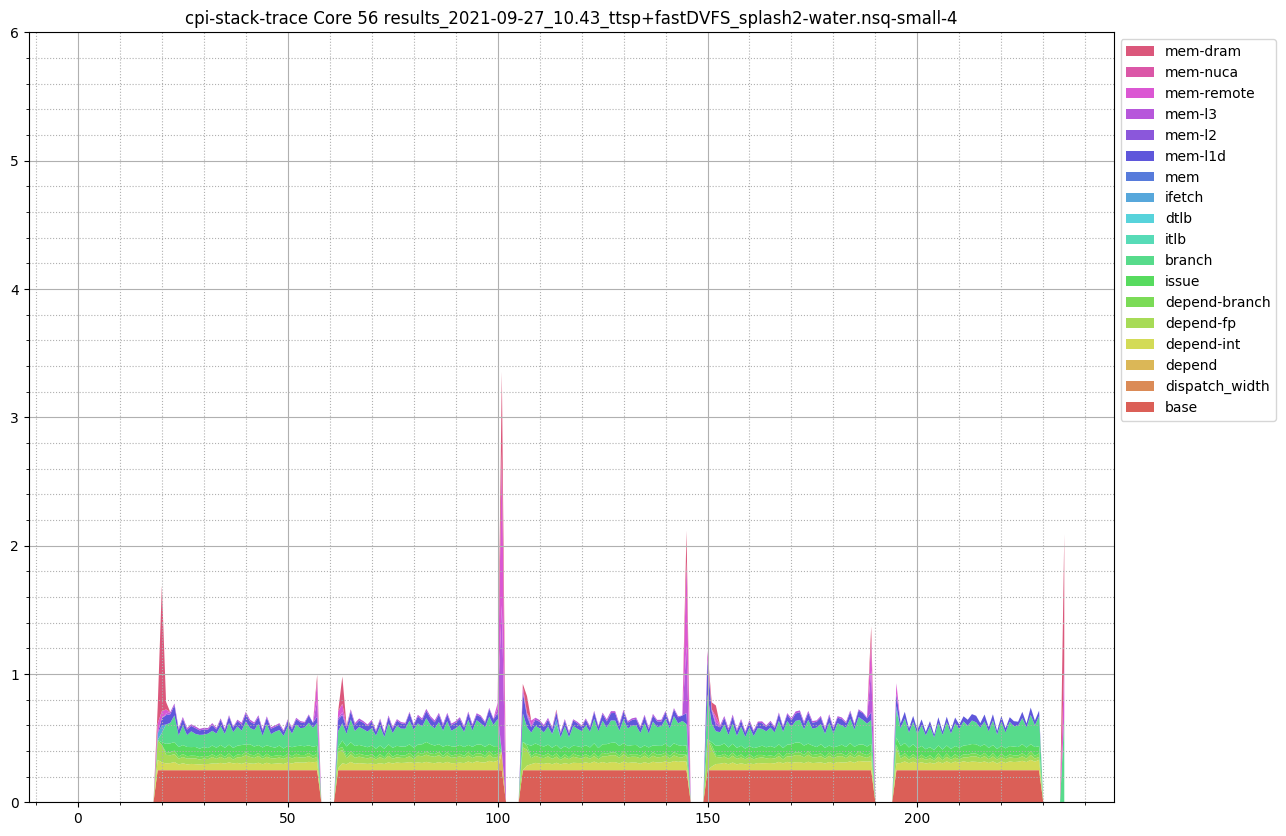 cpi-stack-trace Core 56 results_2021-09-27_10.43_ttsp+fastDVFS_splash2-water.nsq-small-4
6
5
4
3
2
1
0
0 50 100 150 200
mem-dram
mem-nuca
mem-remote
mem-l3
mem-l2
mem-l1d
mem
ifetch
dtlb
itlb
branch
issue
depend-branch
depend-fp
depend-int
depend
dispatch_width
base